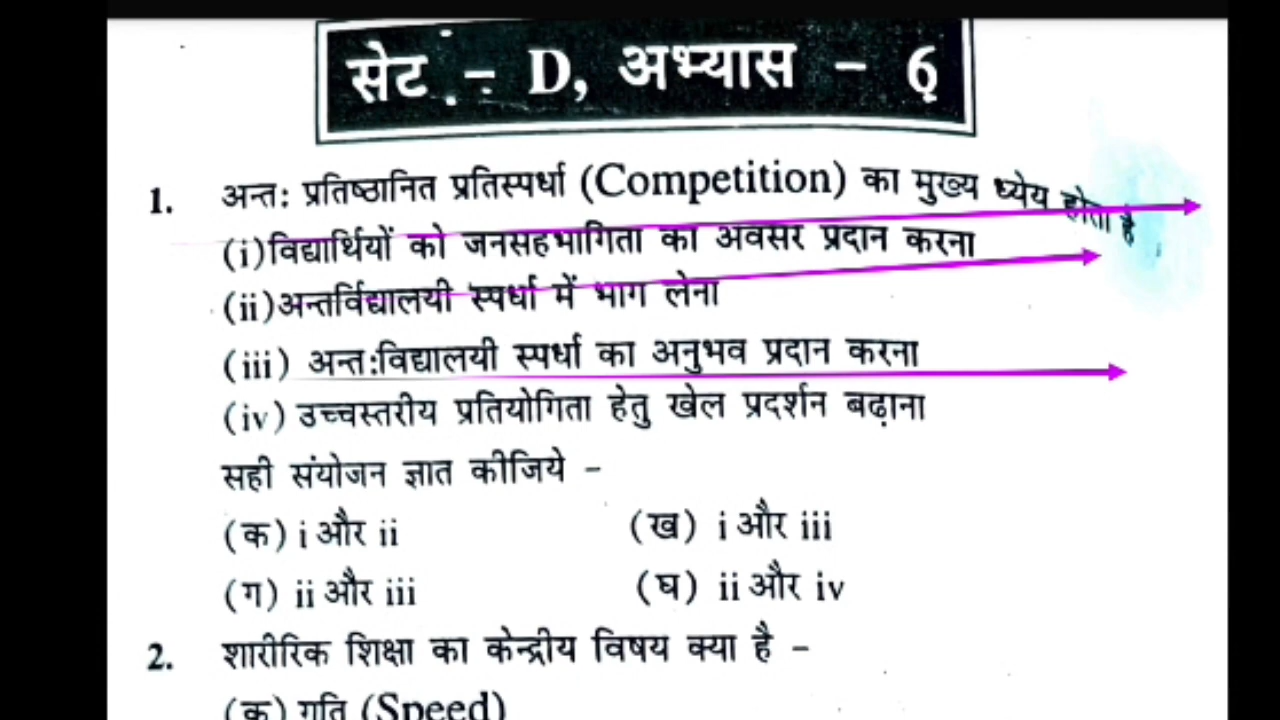 सेट - D, अभ्यास - 6
1. अन्त: प्रतिष्ठानित प्रतिस्पर्धा (Competition) का मुख्य ध्येय होता है
(i) विद्यार्थियों को जनसहभागिता का अवसर प्रदान करना
(ii) अन्तर्विद्यालयी स्पर्धा में भाग लेना
(iii) अन्त:विद्यालयी स्पर्धा का अनुभव प्रदान करना
(iv) उच्चस्तरीय प्रतियोगिता हेतु खेल प्रदर्शन बढ़ाना
सही संयोजन ज्ञात कीजिये -
(क) i और ii (ख) i और iii
(ग) ii और iii (घ) ii और iv
2. शारीरिक शिक्षा का केन्द्रीय विषय क्या है -
(क) गति (Speed)